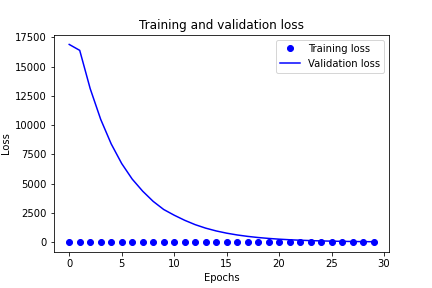 Training and validation loss
Training loss
Validation loss
17500
15000
12500
10000
7500
5000
2500
0
Loss
0 5 10 15 20 25 30
Epochs